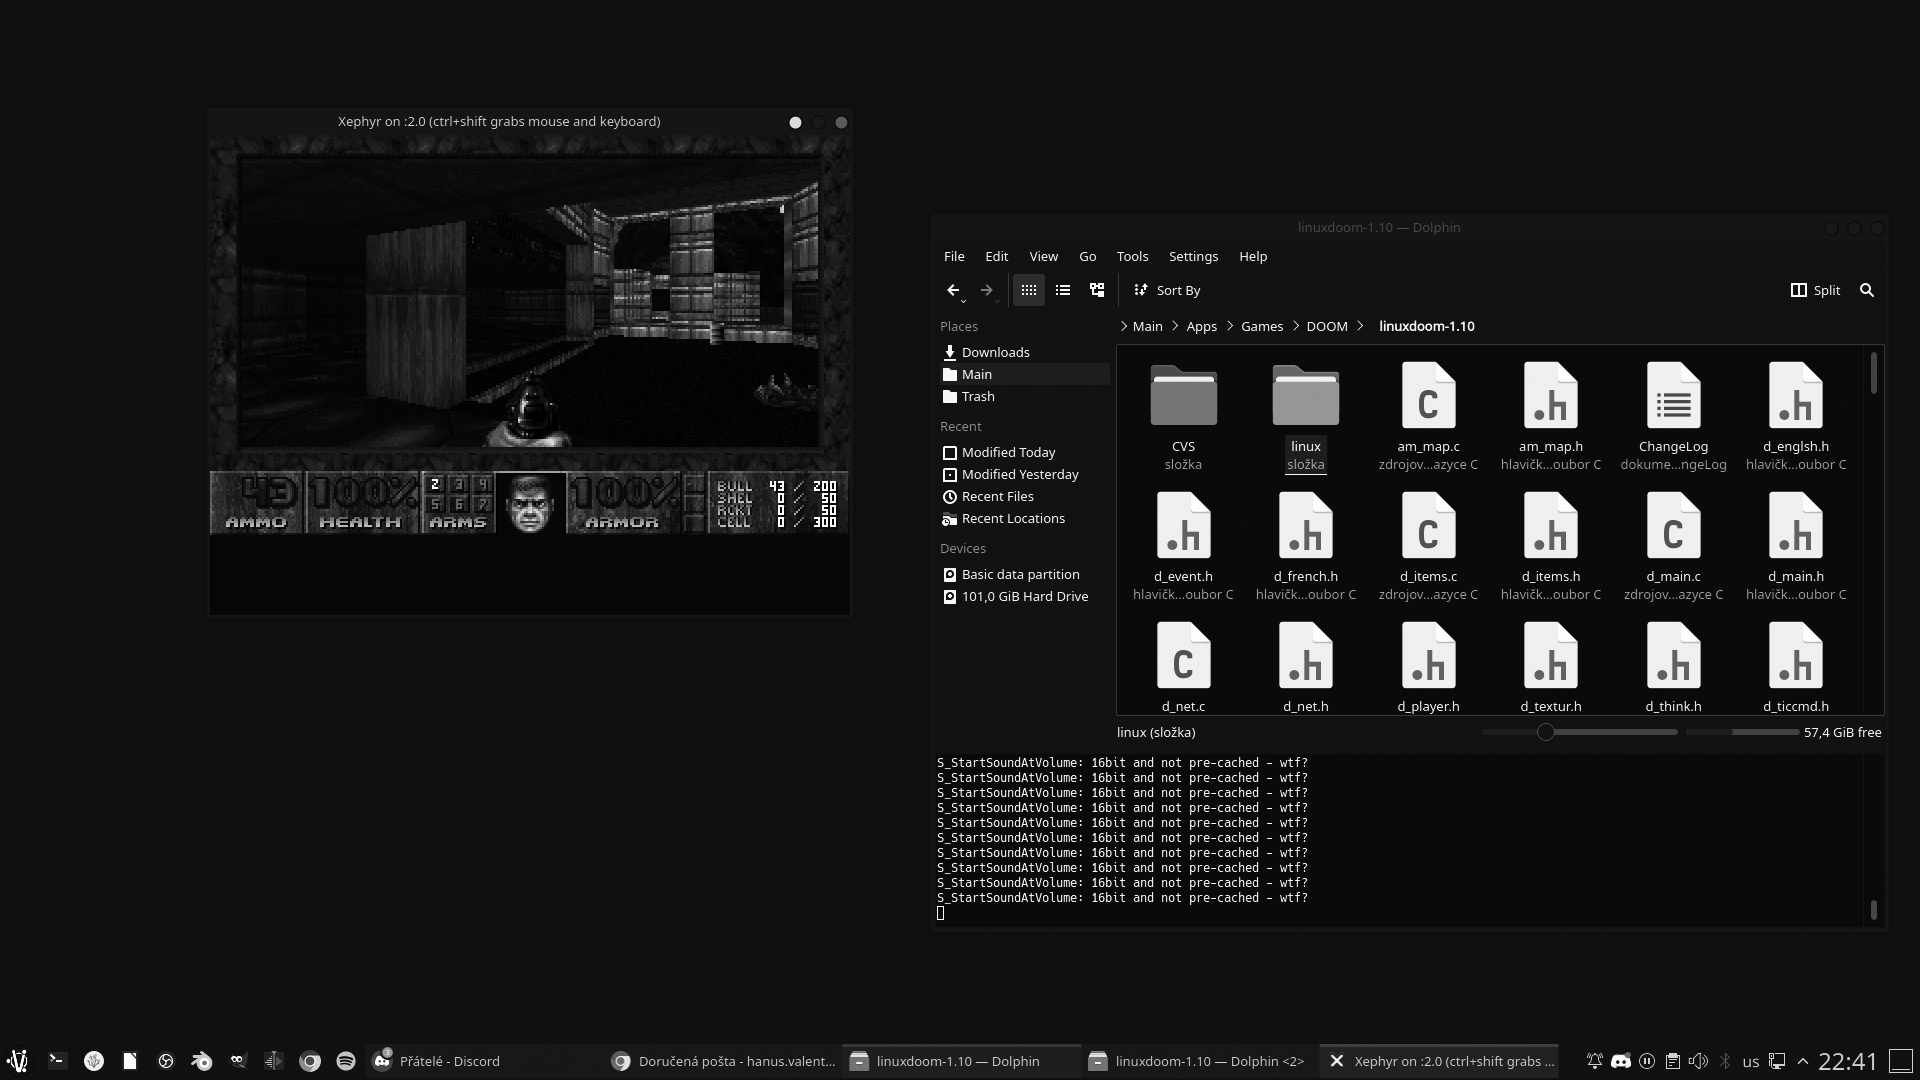 Xephyr on :2.0 (ctrl+shift grabs mouse and keyboard)
43 100% 2 3 4 5 6 7 100%
AMMO HEALTH ARMS ARMOR
BULL 43 / 200
SHEL 0 / 50
RCKT 0 / 50
CELL 0 / 300
linuxdoom-1.10 — Dolphin
File Edit View Go Tools Settings Help
Sort By Split
Places
Downloads
Main
Trash
Recent
Modified Today
Modified Yesterday
Recent Files
Recent Locations
Devices
Basic data partition
101,0 GiB Hard Drive
Main Apps Games DOOM linuxdoom-1.10
CVS linux am_map.c am_map.h ChangeLog d_englsh.h
složka složka zdrojov...azyce C hlavičk...oubor C dokume...ngeLog hlavičk...oubor C
d_event.h d_french.h d_items.c d_items.h d_main.c d_main.h
hlavičk...oubor C hlavičk...oubor C zdrojov...azyce C hlavičk...oubor C zdrojov...azyce C hlavičk...oubor C
d_net.c d_net.h d_player.h d_textur.h d_think.h d_ticcmd.h
linux (složka) 57,4 GiB free
S_StartSoundAtVolume: 16bit and not pre-cached - wtf?
S_StartSoundAtVolume: 16bit and not pre-cached - wtf?
S_StartSoundAtVolume: 16bit and not pre-cached - wtf?
S_StartSoundAtVolume: 16bit and not pre-cached - wtf?
S_StartSoundAtVolume: 16bit and not pre-cached - wtf?
S_StartSoundAtVolume: 16bit and not pre-cached - wtf?
S_StartSoundAtVolume: 16bit and not pre-cached - wtf?
S_StartSoundAtVolume: 16bit and not pre-cached - wtf?
S_StartSoundAtVolume: 16bit and not pre-cached - wtf?
S_StartSoundAtVolume: 16bit and not pre-cached - wtf?
Přátelé - Discord Doručená pošta - hanus.valent... linuxdoom-1.10 — Dolphin linuxdoom-1.10 — Dolphin <2> Xephyr on :2.0 (ctrl+shift grabs ... us 22:41